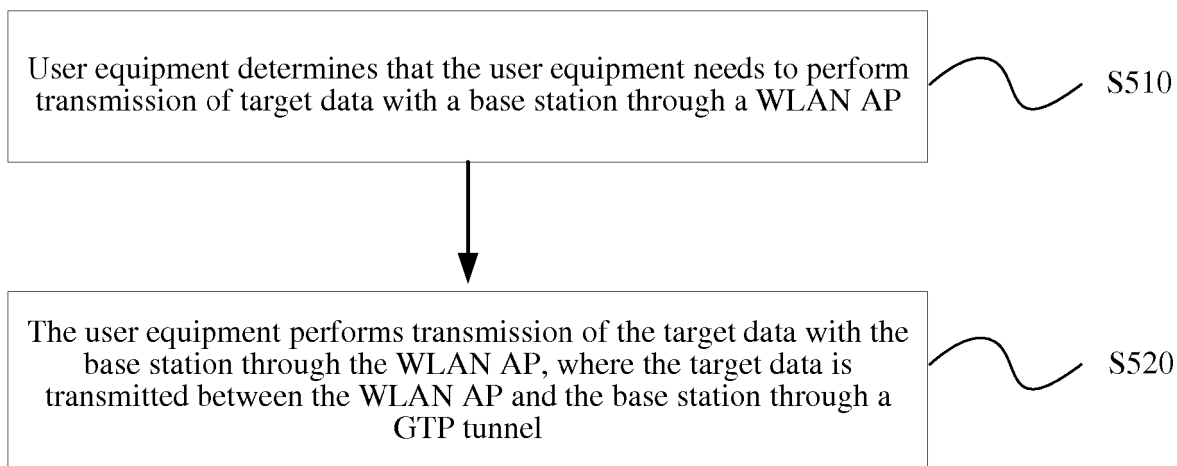 User equipment determines that the user equipment needs to perform
transmission of target data with a base station through a WLAN AP
S510
The user equipment performs transmission of the target data with the
base station through the WLAN AP, where the target data is
transmitted between the WLAN AP and the base station through a
GTP tunnel
S520